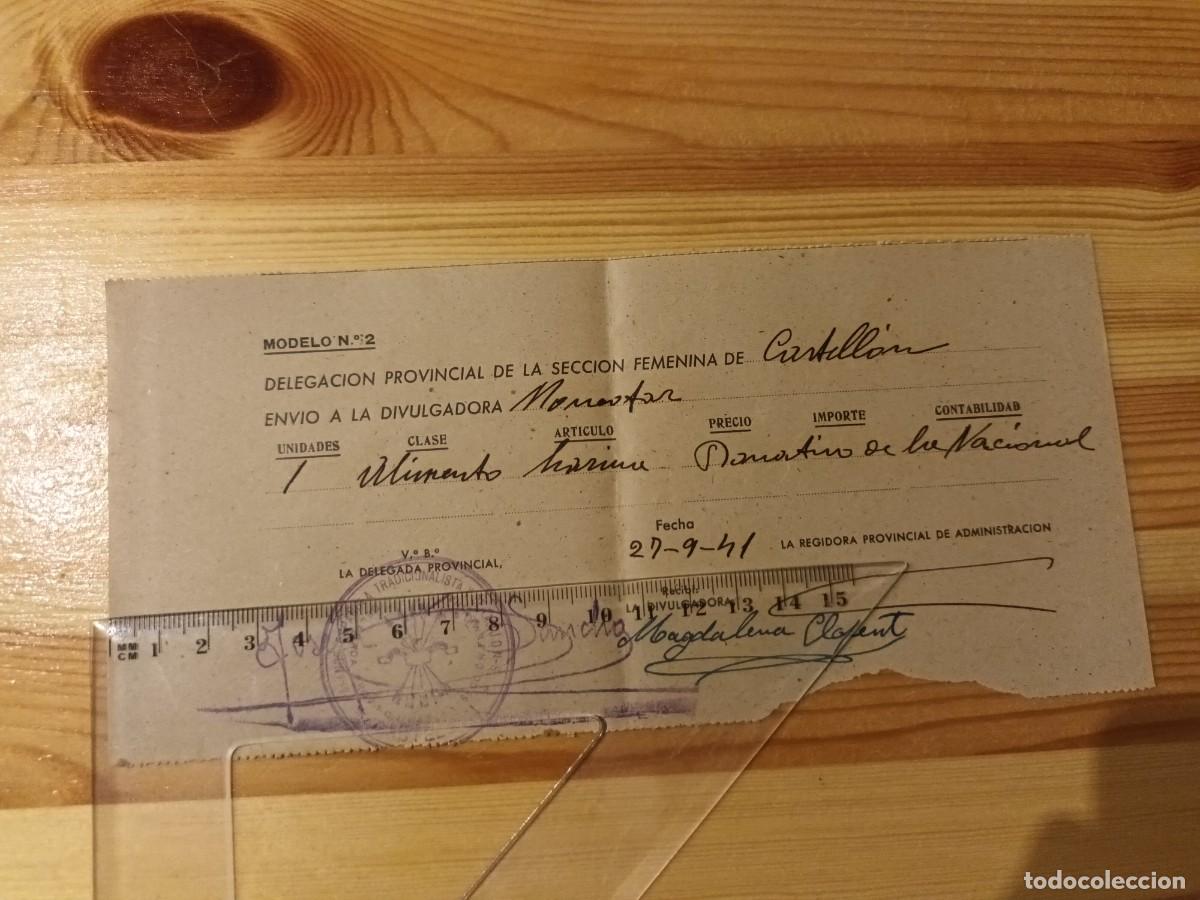 MODELO N.º 2
DELEGACION PROVINCIAL DE LA SECCION FEMENINA DE Castellón
ENVIO A LA DIVULGADORA
UNIDADES CLASE ARTICULO PRECIO IMPORTE CONTABILIDAD
1 Alimento harina Donativo de la Nacional
Fecha
27-9-41
LA REGIDORA PROVINCIAL DE ADMINISTRACION
V.º B.º
LA DELEGADA PROVINCIAL,
TRADICIONALISTA
Recibí:
LA DIVULGADORA
Magdalena
MM
CM 1 2 3 4 5 6 7 8 9 10 11 12 13 14 15
todocoleccion